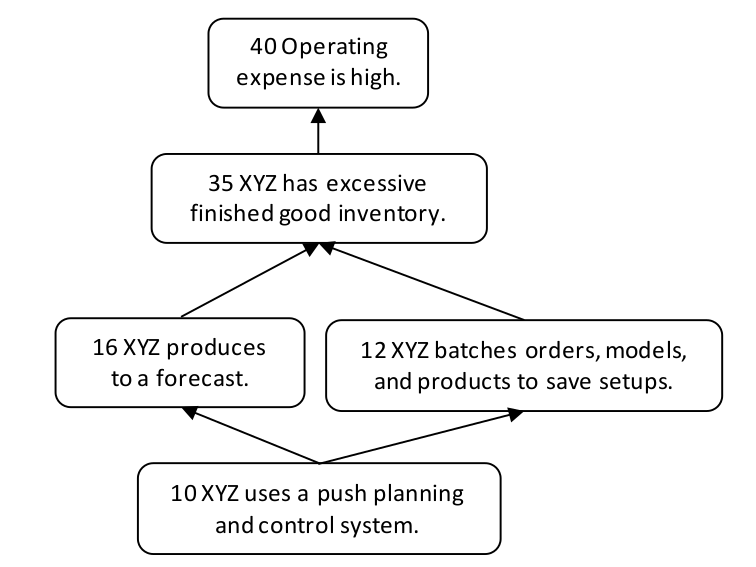 40 Operating
expense is high.
35 XYZ has excessive
finished good inventory.
16 XYZ produces
to a forecast.
12 XYZ batches orders, models,
and products to save setups.
10 XYZ uses a push planning
and control system.